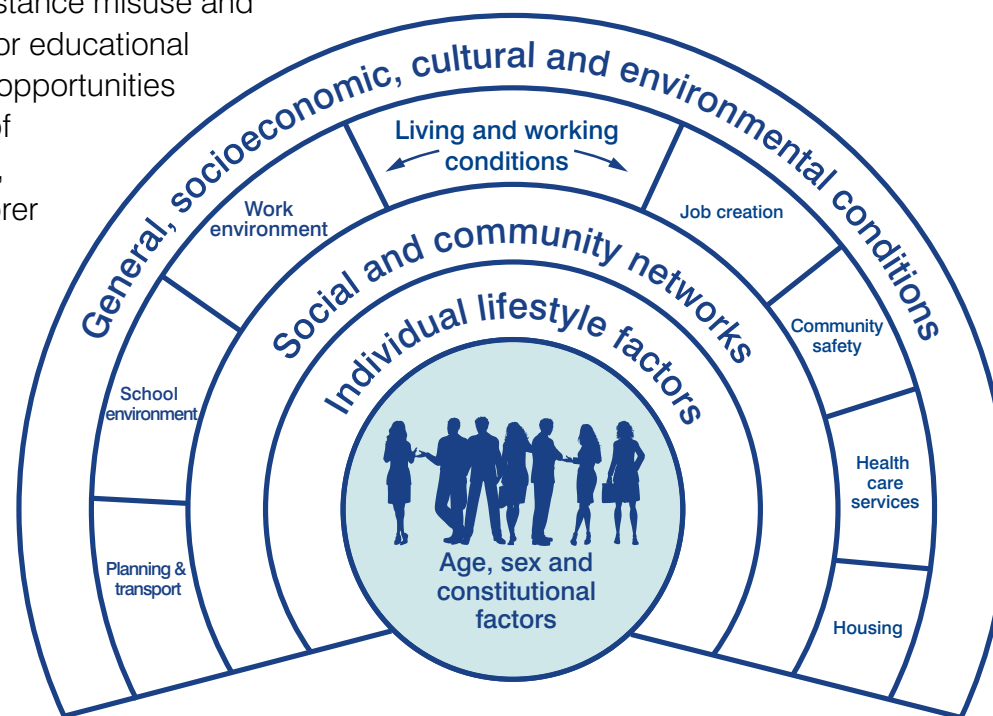 stance misuse and
or educational
opportunities
of
,
orer
General, socioeconomic, cultural and environmental conditions
Living and working
conditions
Work
environment
Job creation
Social and community networks
Community
safety
Individual lifestyle factors
School
environment
Health
care
services
Planning &
transport
Age, sex and
constitutional
factors
Housing